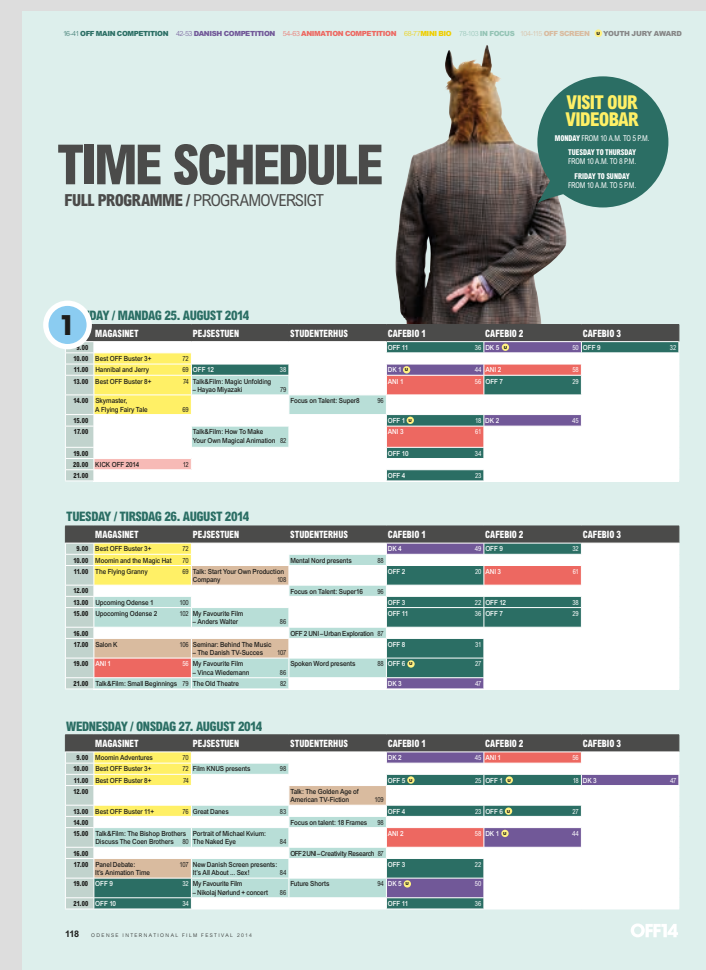 16-41 OFF MAIN COMPETITION 42-53 DANISH COMPETITION 54-63 ANIMATION COMPETITION MINI BIO IN FOCUS OFF SCREEN YOUTH JURY AWARD
VISIT OUR
VIDEOBAR
MONDAY FROM 10 A.M. TO 5 P.M.
TUESDAY TO THURSDAY
FROM 10 A.M. TO 8 P.M.
FRIDAY TO SUNDAY
FROM 10 A.M. TO 5 P.M.
TIME SCHEDULE
FULL PROGRAMME / PROGRAMOVERSIGT
1
DAY / MANDAG 25. AUGUST 2014
MAGASINET PEJSESTUEN STUDENTERHUS CAFEBIO 1 CAFEBIO 2 CAFEBIO 3
9.00 OFF 11 36 DK 5 50 OFF 9 32
10.00 Best OFF Buster 3+ 72
11.00 Hannibal and Jerry 69 OFF 12 38 DK 1 44 ANI 2 58
13.00 Best OFF Buster 8+ 74 Talk&Film: Magic Unfolding ANI 1 56 OFF 7 29
– Hayao Miyazaki 79
14.00 Skymaster, Focus on Talent: Super8 96
A Flying Fairy Tale 69
15.00 OFF 1 18 DK 2 45
17.00 Talk&Film: How To Make ANI 3 61
Your Own Magical Animation 82
19.00 OFF 10 34
20.00 KICK OFF 2014 12
21.00 OFF 4 23
TUESDAY / TIRSDAG 26. AUGUST 2014
MAGASINET PEJSESTUEN STUDENTERHUS CAFEBIO 1 CAFEBIO 2 CAFEBIO 3
9.00 Best OFF Buster 3+ 72 DK 4 49 OFF 9 32
10.00 Moomin and the Magic Hat 70 Mental Nord presents 88
11.00 The Flying Granny 69 Talk: Start Your Own Production OFF 2 20 ANI 3 61
Company 108
12.00 Focus on Talent: Super16 96
13.00 Upcoming Odense 1 100 OFF 3 22 OFF 12 38
15.00 Upocoming Odense 2 102 My Favourite Film OFF 11 36 OFF 7 29
– Anders Walter 86
16.00 OFF 2 UNI – Urban Exploration 87
17.00 Salon K 106 Seminar: Behind The Music OFF 8 31
– The Danish TV-Succes 107
19.00 ANI 1 56 My Favourite Film Spoken Word presents 88 OFF 6 27
– Vinca Wiedemann 86
21.00 Talk&Film: Small Beginnings 79 The Old Theatre 82 DK 3 47
WEDNESDAY / ONSDAG 27. AUGUST 2014
MAGASINET PEJSESTUEN STUDENTERHUS CAFEBIO 1 CAFEBIO 2 CAFEBIO 3
9.00 Moomin Adventures 70 DK 2 45 ANI 1 56
10.00 Best OFF Buster 3+ 72 Film KNUS presents 98
11.00 Best OFF Buster 8+ 74 OFF 5 25 OFF 1 18 DK 3 47
12.00 Talk: The Golden Age of
American TV-Fiction 109
13.00 Best OFF Buster 11+ 76 Great Danes 83 OFF 4 23 OFF 6 27
14.00 Focus on talent: 18 Frames 98
15.00 Talk&Film: The Bishop Brothers Portrait of Michael Kvium: ANI 2 58 DK 1 44
Discuss The Coen Brothers 80 The Naked Eye 84
16.00 OFF 2 UNI – Creativity Research 87
17.00 Panel Debate: 107 New Danish Screen presents: OFF 3 22
It's Animation Time It's All About ... Sex! 84
19.00 OFF 9 32 My Favourite Film Future Shorts 94 DK 5 50
– Nikolaj Nørlund + concert 86
21.00 OFF 10 34 OFF 11 36
118 ODENSE INTERNATIONAL FILM FESTIVAL 2014
OFF14